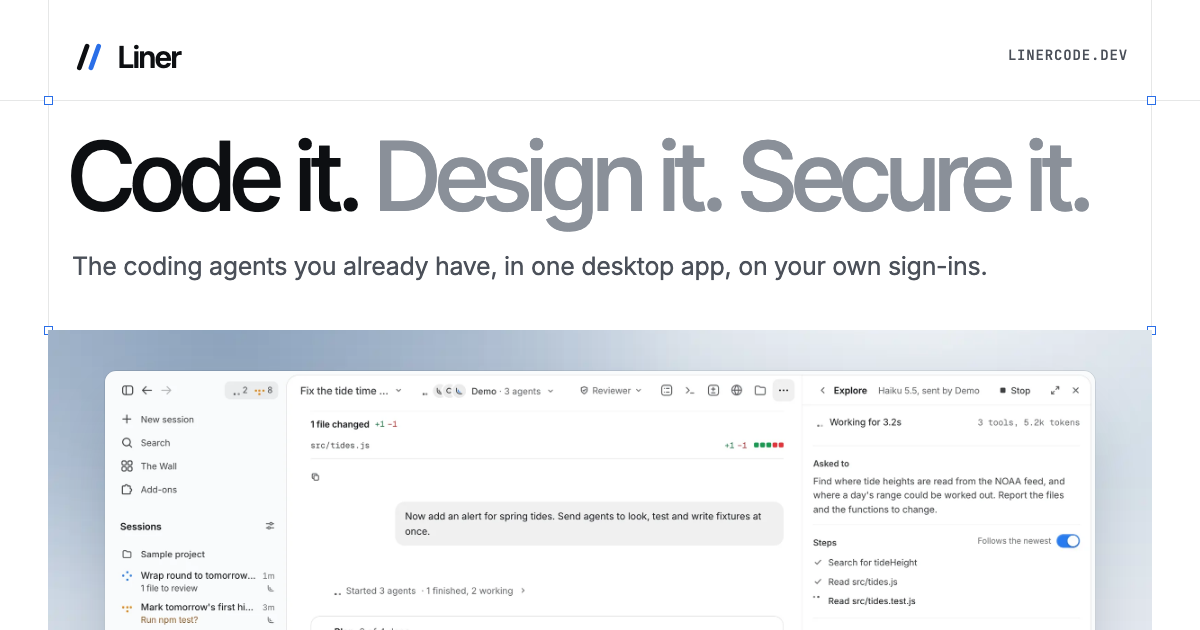 Liner
LINERCODE.DEV
Code it. Design it. Secure it.
The coding agents you already have, in one desktop app, on your own sign-ins.
2 8
New session
Search
The Wall
Add-ons
Sessions
Sample project
Wrap round to tomorrow... 1m
1 file to review
Mark tomorrow's first hi... 3m
Run npm test?
Fix the tide time ...
C
Demo · 3 agents
Reviewer
1 file changed +1 −1
src/tides.js
+1 −1
Now add an alert for spring tides. Send agents to look, test and write fixtures at
once.
Started 3 agents · 1 finished, 2 working
Explore Haiku 5.5, sent by Demo
Stop
Working for 3.2s
3 tools, 5.2k tokens
Asked to
Find where tide heights are read from the NOAA feed, and
where a day's range could be worked out. Report the files
and the functions to change.
Steps
Follows the newest
Search for tideHeight
Read src/tides.js
Read src/tides.test.js